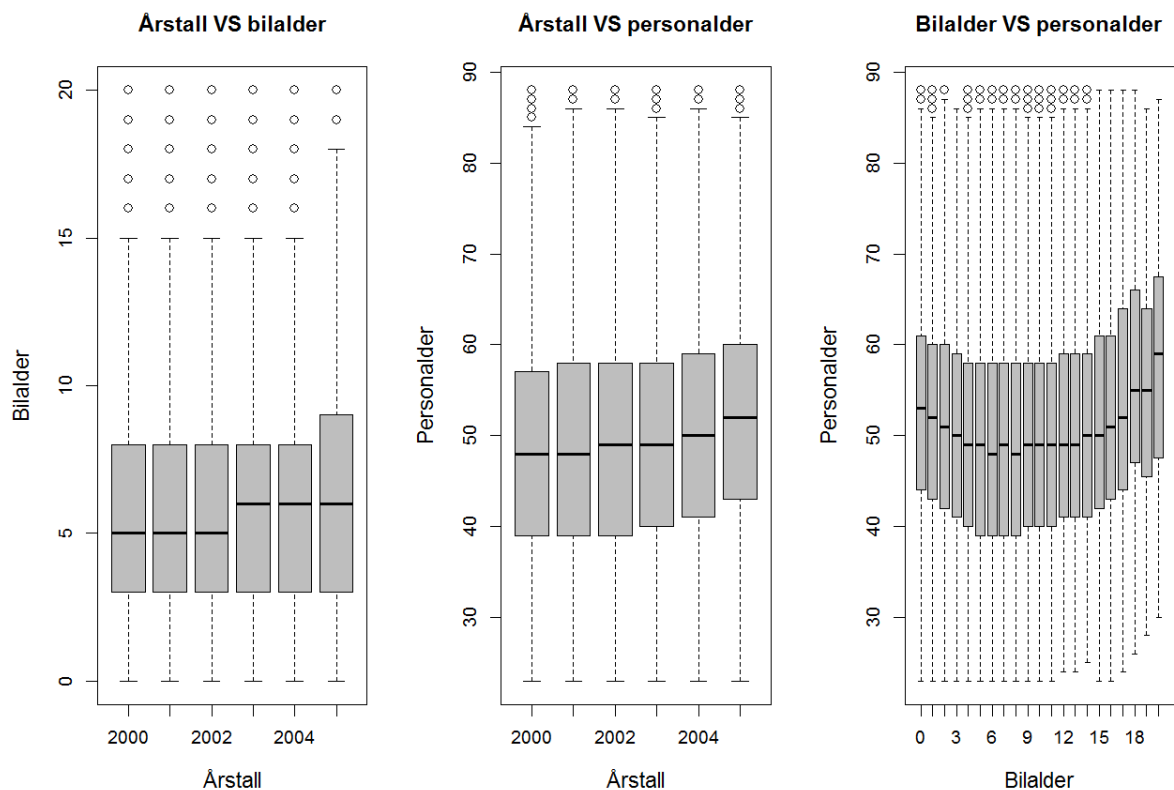 Årstall VS bilalder
Bilalder
20
15
10
5
0
2000 2002 2004
Årstall
Årstall VS personalder
Personalder
90
80
70
60
50
40
30
2000 2002 2004
Årstall
Bilalder VS personalder
Personalder
90
80
70
60
50
40
30
0 3 6 9 12 15 18
Bilalder